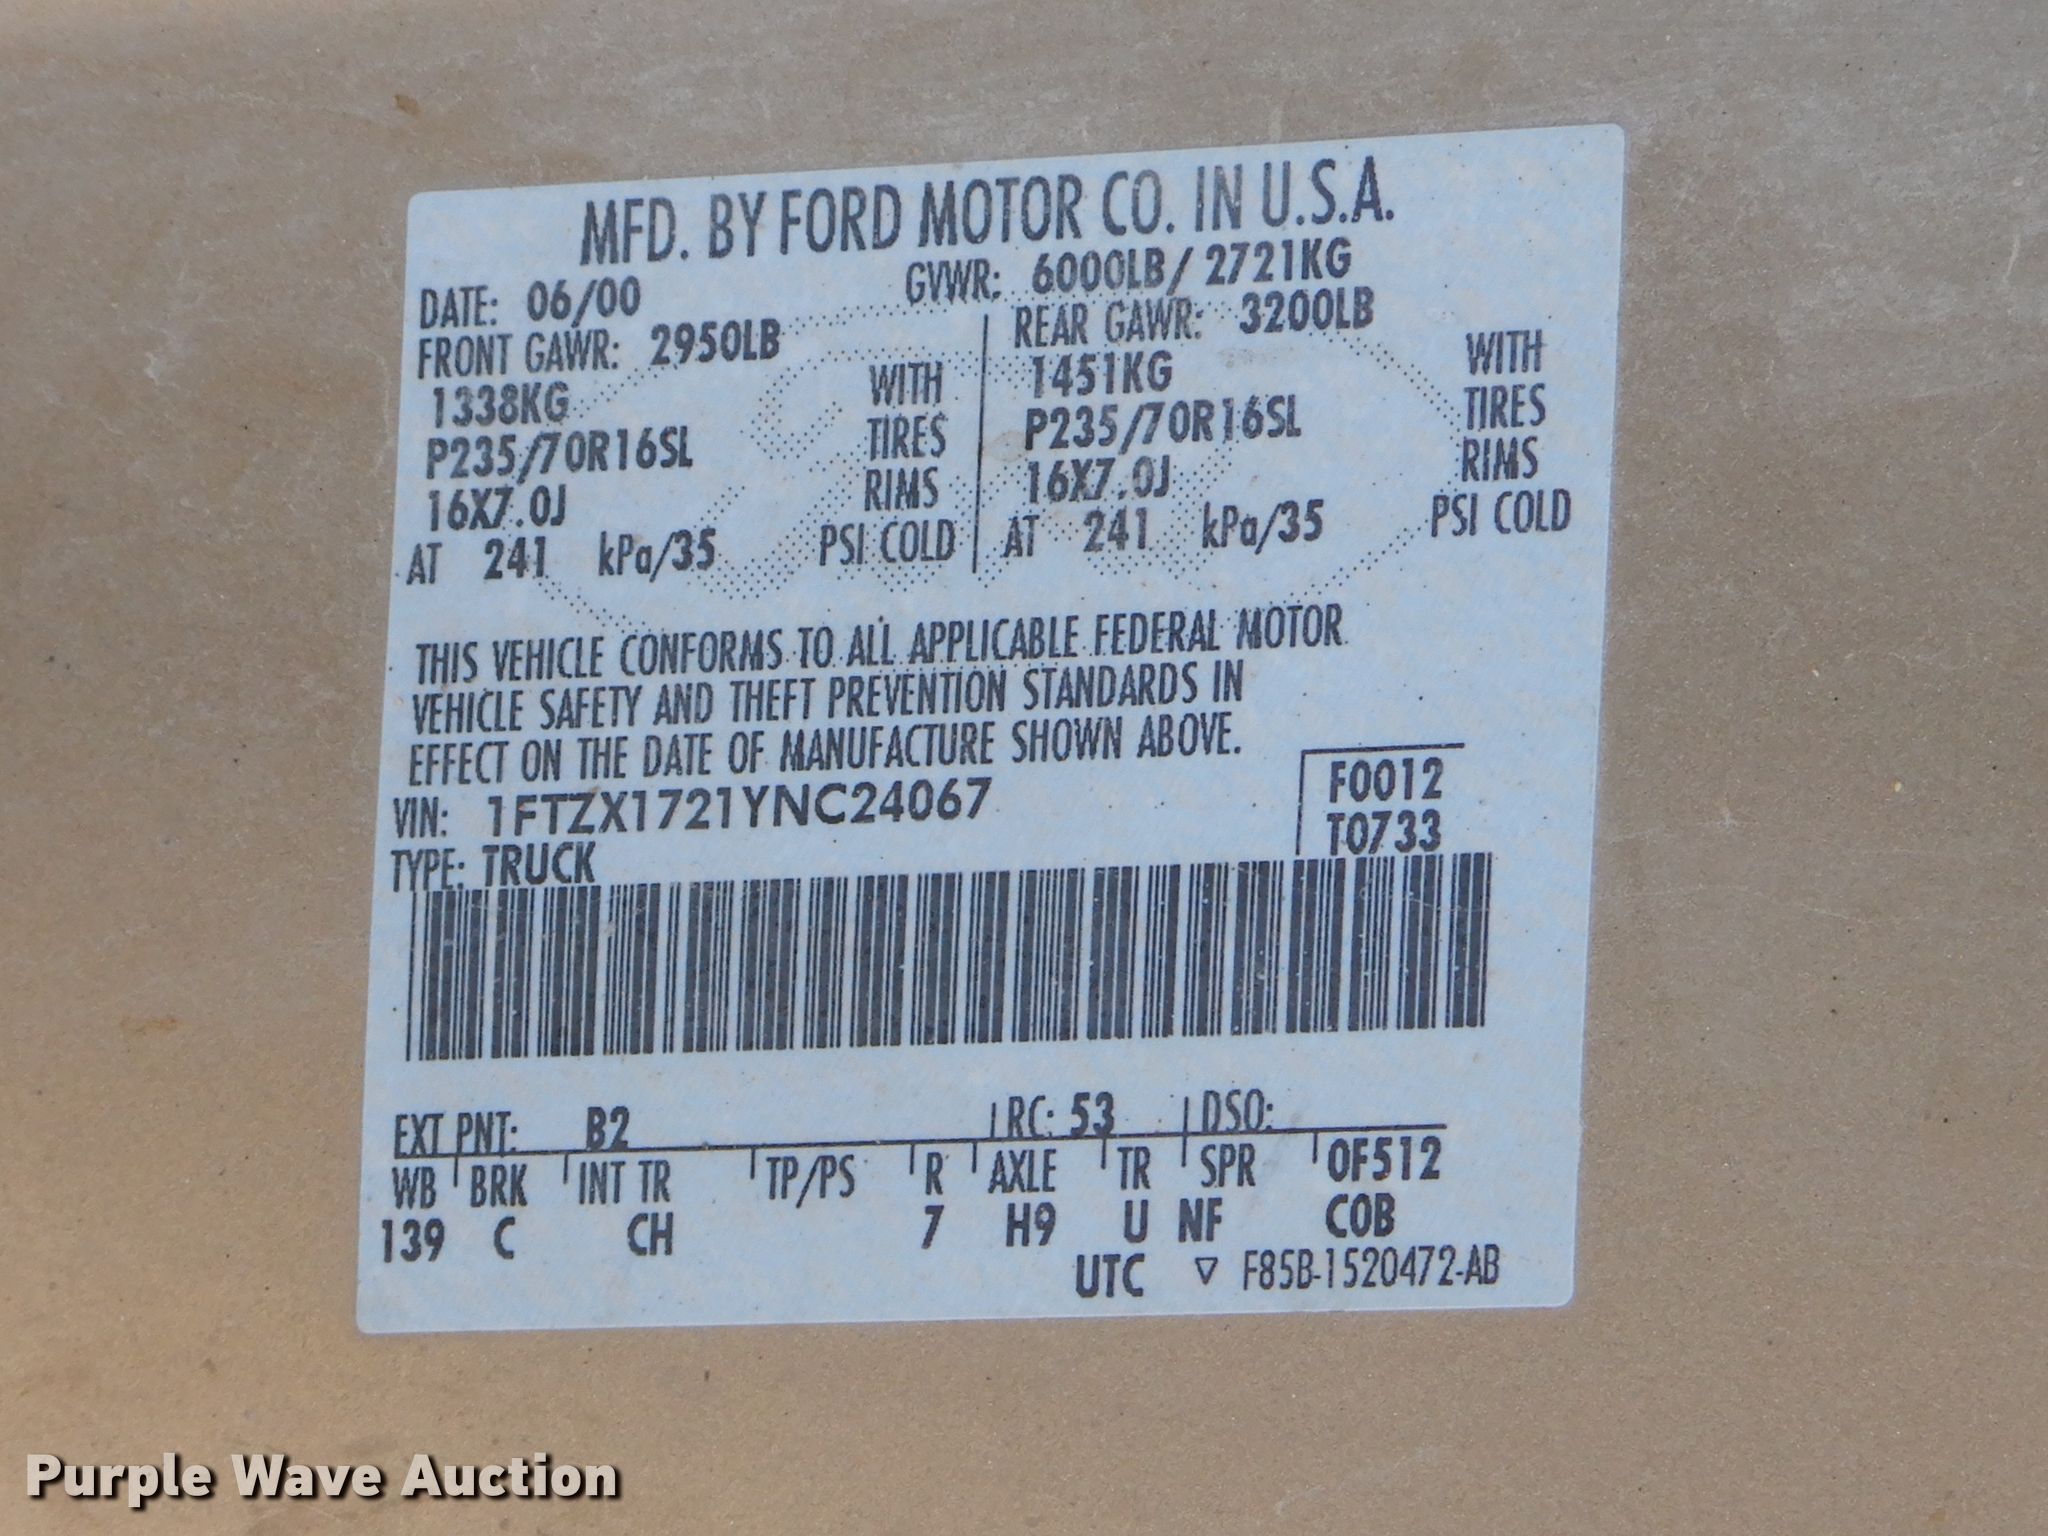 MFD. BY FORD MOTOR CO. IN U.S.A.
DATE: 06/00 GVWR: 6000LB/ 2721KG
FRONT GAWR: 2950LB REAR GAWR: 3200LB
1338KG WITH 1451KG WITH
P235/70R16SL TIRES P235/70R16SL TIRES
16X7.0J RIMS 16X7.0J RIMS
AT 241 kPa/35 PSI COLD AT 241 kPa/35 PSI COLD
THIS VEHICLE CONFORMS TO ALL APPLICABLE FEDERAL MOTOR
VEHICLE SAFETY AND THEFT PREVENTION STANDARDS IN
EFFECT ON THE DATE OF MANUFACTURE SHOWN ABOVE.
VIN: 1FTZX1721YNC24067 F0012
TYPE: TRUCK T0733
EXT PNT: B2 RC: 53 DSO:
WB BRK INT TR TP/PS R AXLE TR SPR 0F512
139 C CH 7 H9 U NF COB
UTC ▽ F85B-1520472-AB
Purple Wave Auction